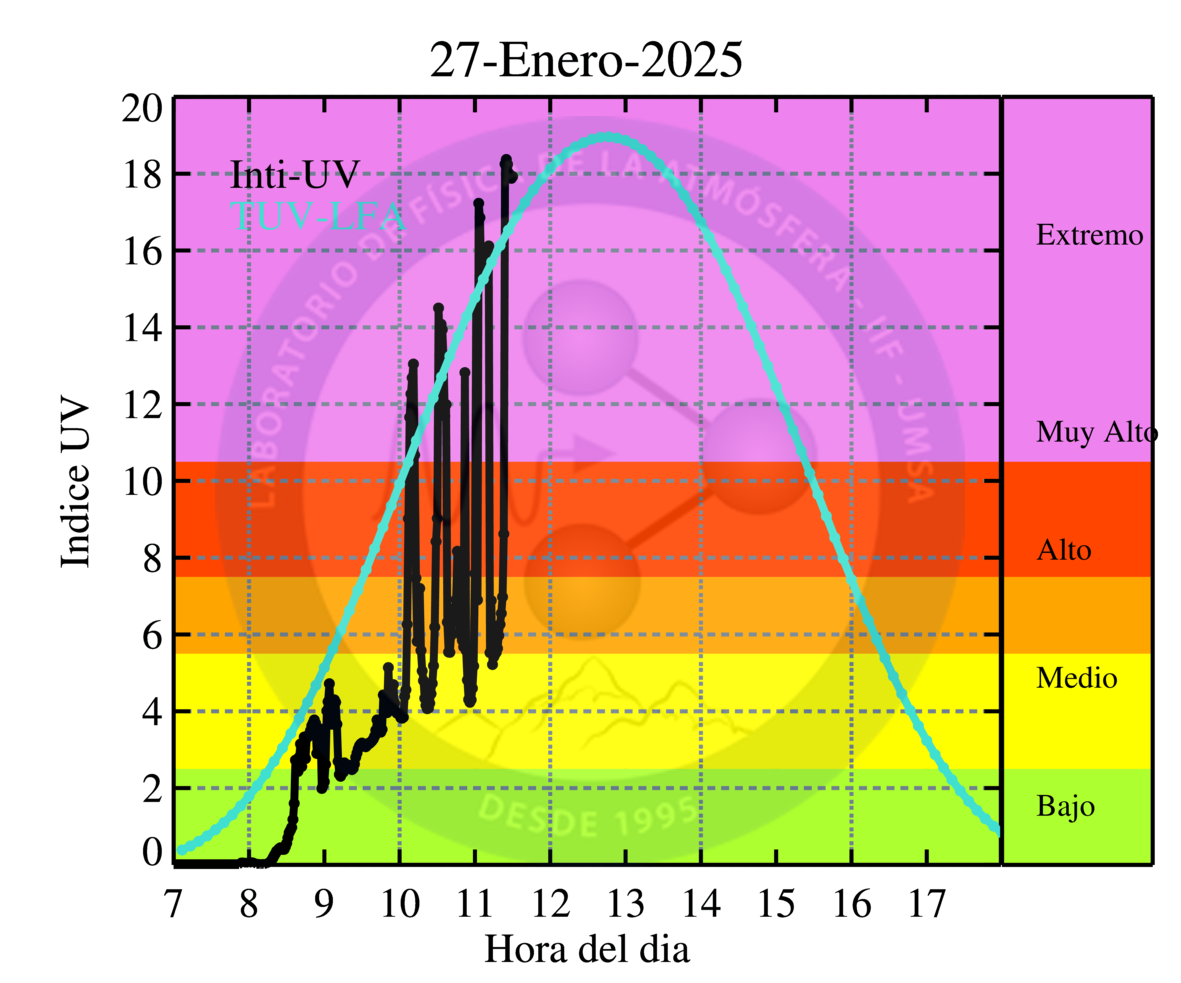 27-Enero-2025
Inti-UV
TUV-LFA
LABORATORIO DE FÍSICA DE LA ATMÓSFERA - IIF - UMSA
DESDE 1995
Indice UV
20
18
16
14
12
10
8
6
4
2
0
Extremo
Muy Alto
Alto
Medio
Bajo
7 8 9 10 11 12 13 14 15 16 17
Hora del dia